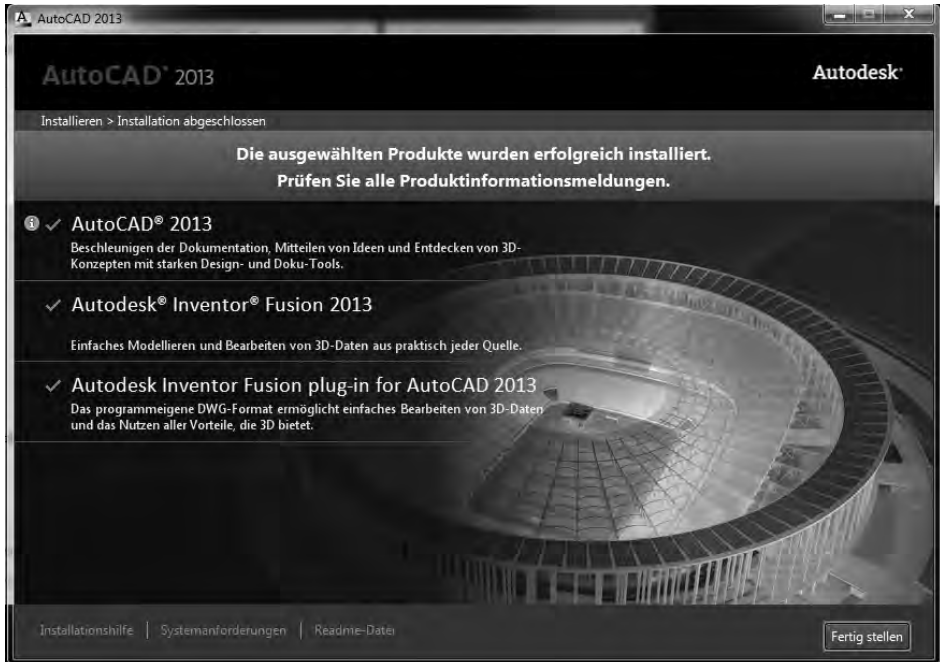 AutoCAD 2013
AutoCAD® 2013
Autodesk®
Installieren > Installation abgeschlossen
Die ausgewählten Produkte wurden erfolgreich installiert.
Prüfen Sie alle Produktinformationsmeldungen.
AutoCAD® 2013
Beschleunigen der Dokumentation, Mitteilen von Ideen und Entdecken von 3D-
Konzepten mit starken Design- und Doku-Tools.
Autodesk® Inventor® Fusion 2013
Einfaches Modellieren und Bearbeiten von 3D-Daten aus praktisch jeder Quelle.
Autodesk Inventor Fusion plug-in for AutoCAD 2013
Das programmeigene DWG-Format ermöglicht einfaches Bearbeiten von 3D-Daten
und das Nutzen aller Vorteile, die 3D bietet.
Installationshilfe | Systemanforderungen | Readme-Datei
Fertig stellen